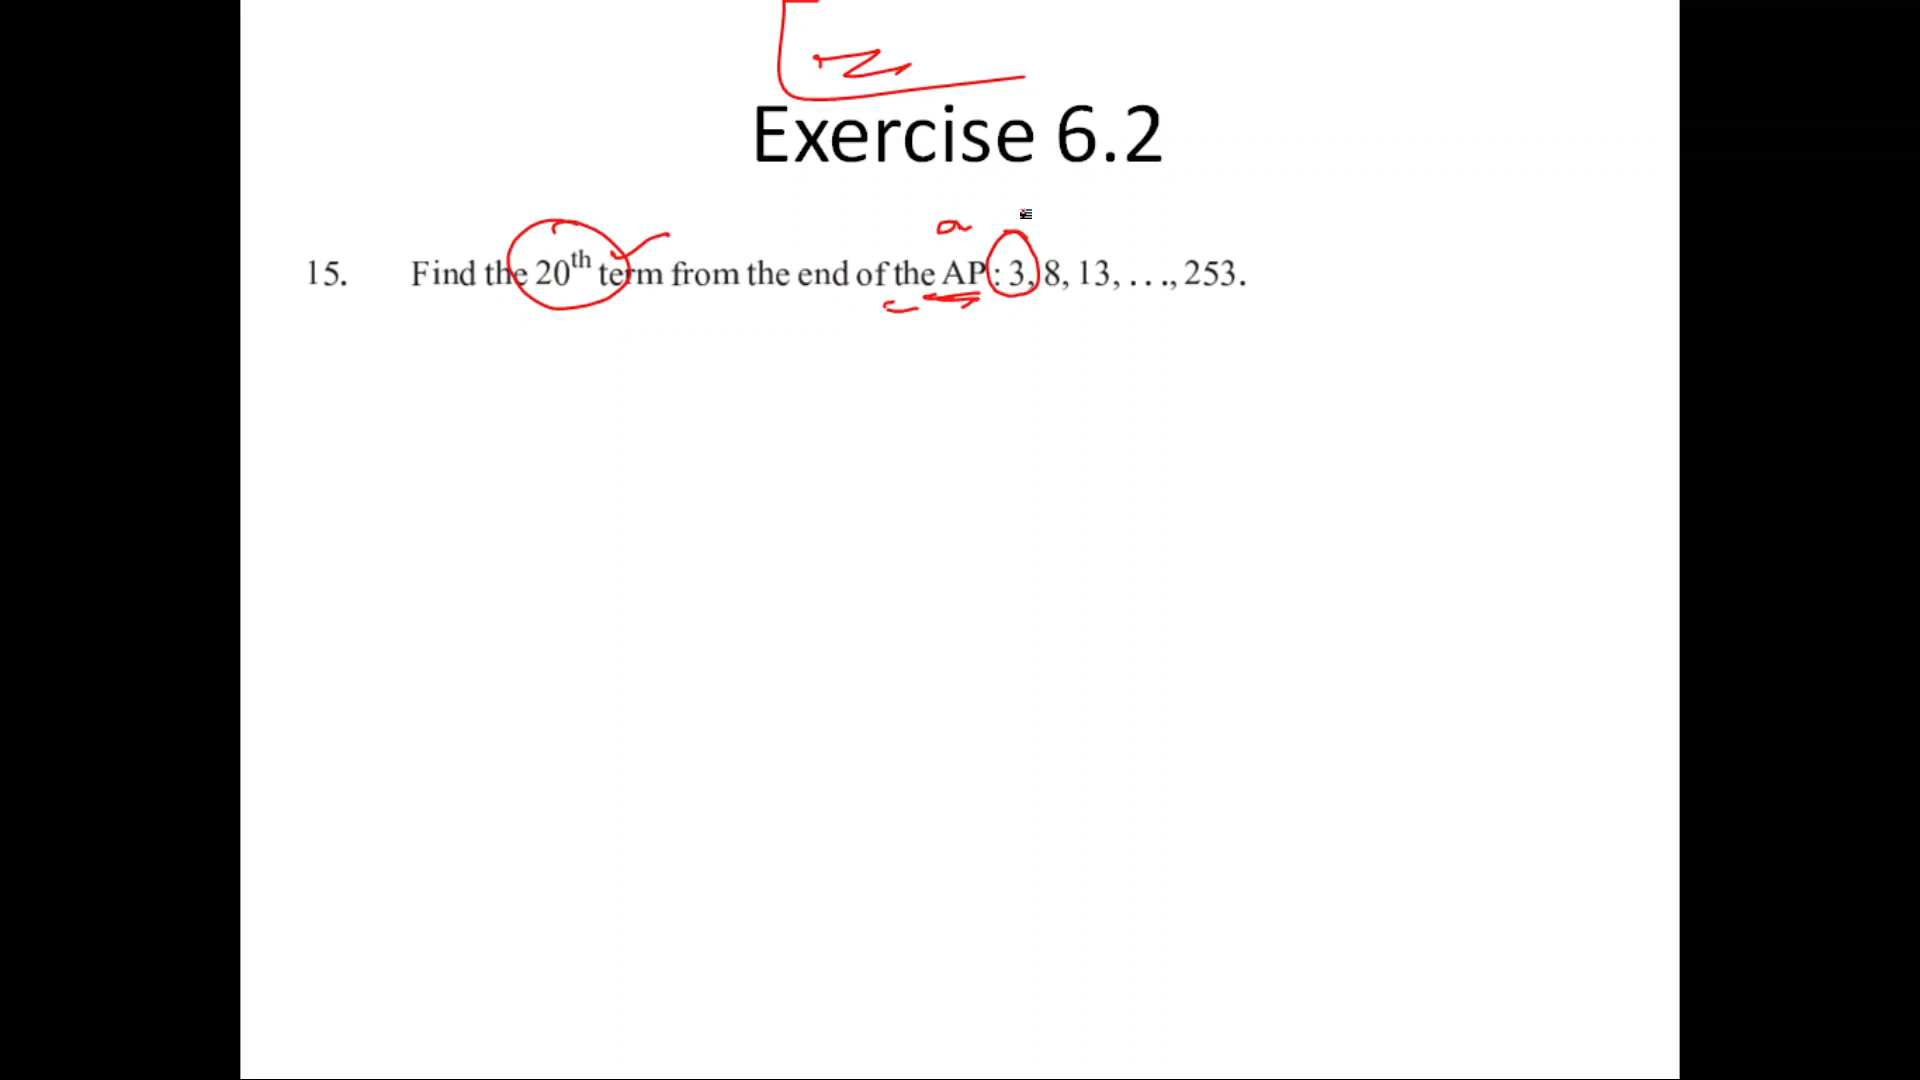 Exercise 6.2
15. Find the 20th term from the end of the AP : 3, 8, 13, . . ., 253.